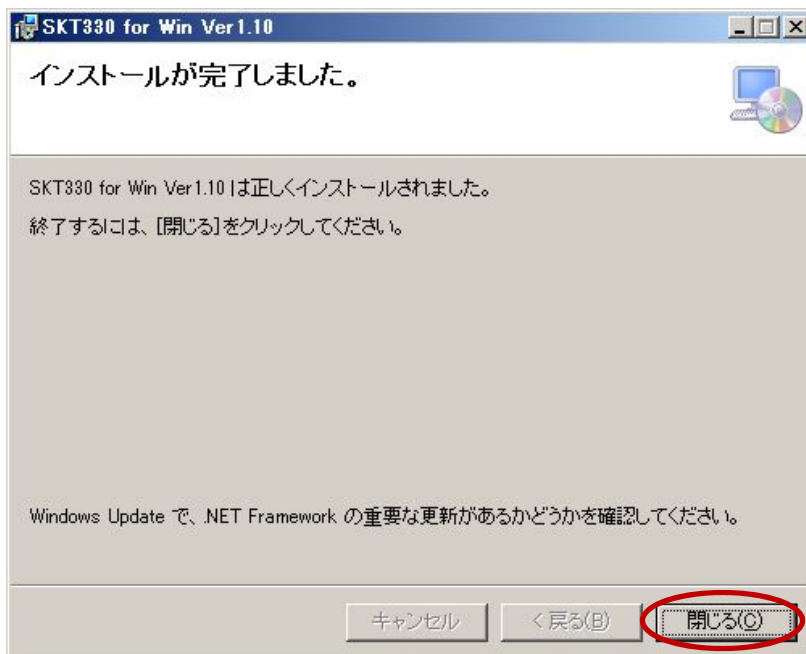 SKT330 for Win Ver1.10
インストールが完了しました。
SKT330 for Win Ver1.10 は正しくインストールされました。
終了するには、[閉じる]をクリックしてください。
Windows Update で、.NET Framework の重要な更新があるかどうかを確認してください。
キャンセル
< 戻る(B)
閉じる(C)